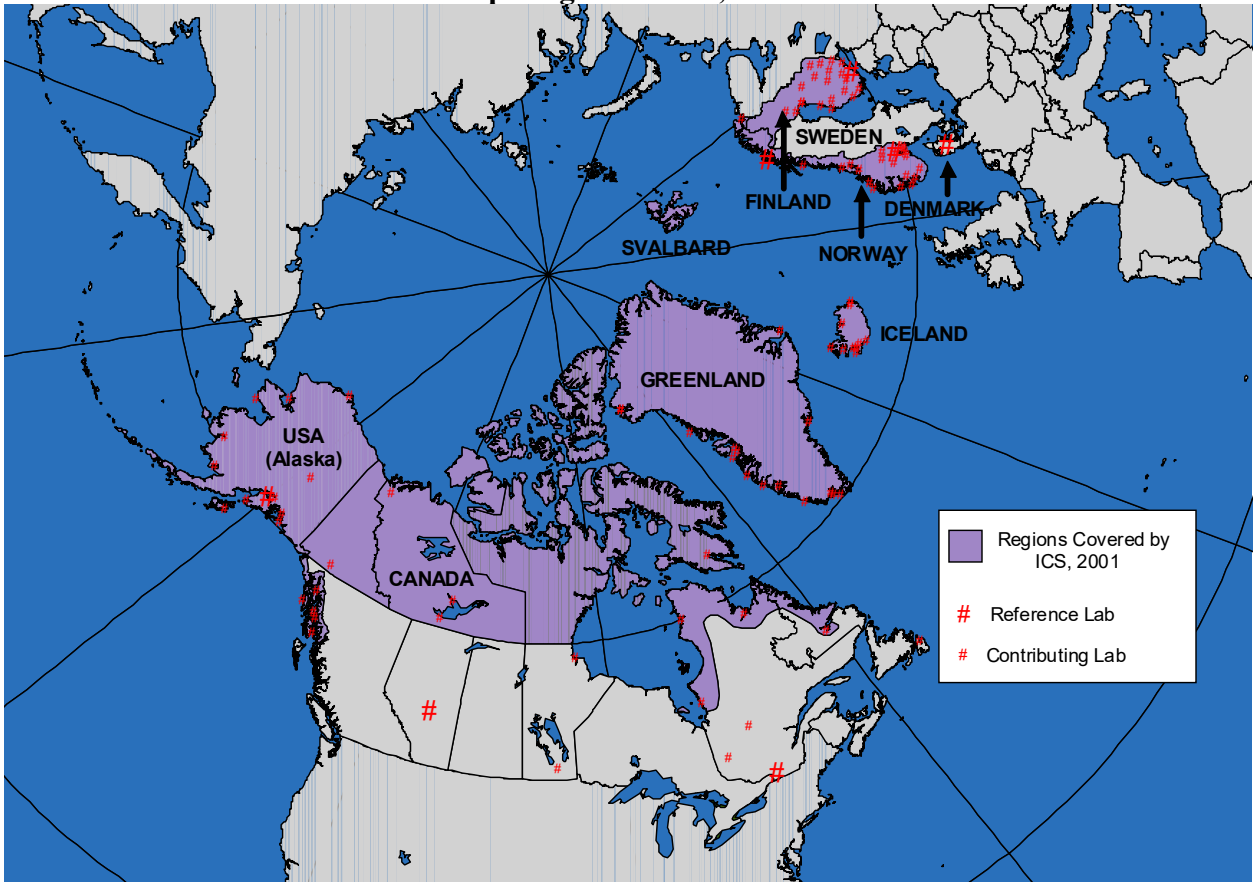 SWEDEN
FINLAND
DENMARK
SVALBARD
NORWAY
ICELAND
GREENLAND
USA
(Alaska)
CANADA
Regions Covered by
ICS, 2001
# Reference Lab
# Contributing Lab